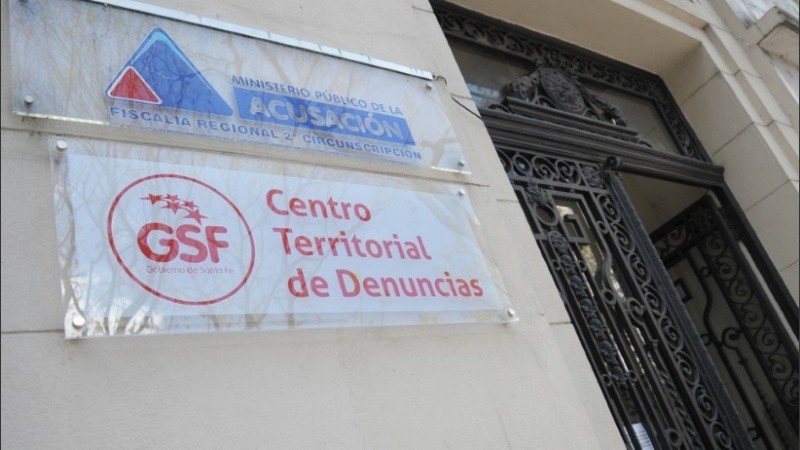 MINISTERIO PÚBLICO DE LA
ACUSACIÓN
FISCALÍA REGIONAL 2° CIRCUNSCRIPCIÓN
GSF
Gobierno de Santa Fe
Centro
Territorial
de Denuncias